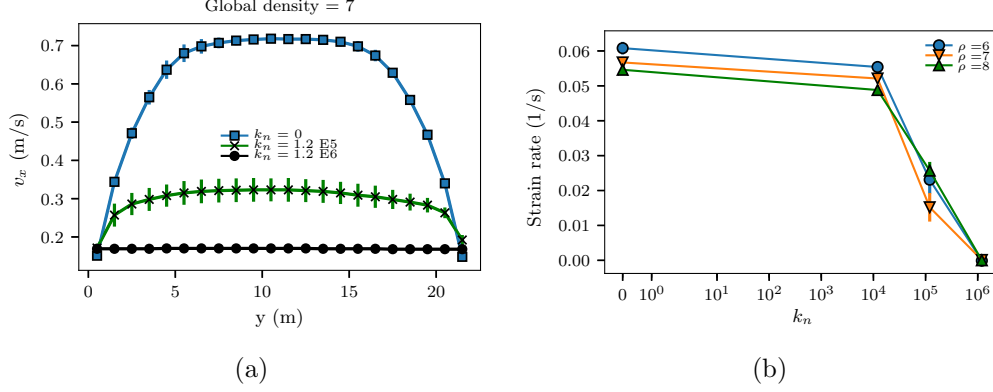 Global density = 7
0.7
0.6
0.5
0.4
0.3
0.2
v_x (m/s)
k_n = 0
k_n = 1.2 E5
k_n = 1.2 E6
0 5 10 15 20
y (m)
(a)
0.06
0.05
0.04
0.03
0.02
0.01
0.00
Strain rate (1/s)
ρ =6
ρ =7
ρ =8
0 10^0 10^1 10^2 10^3 10^4 10^5 10^6
k_n
(b)